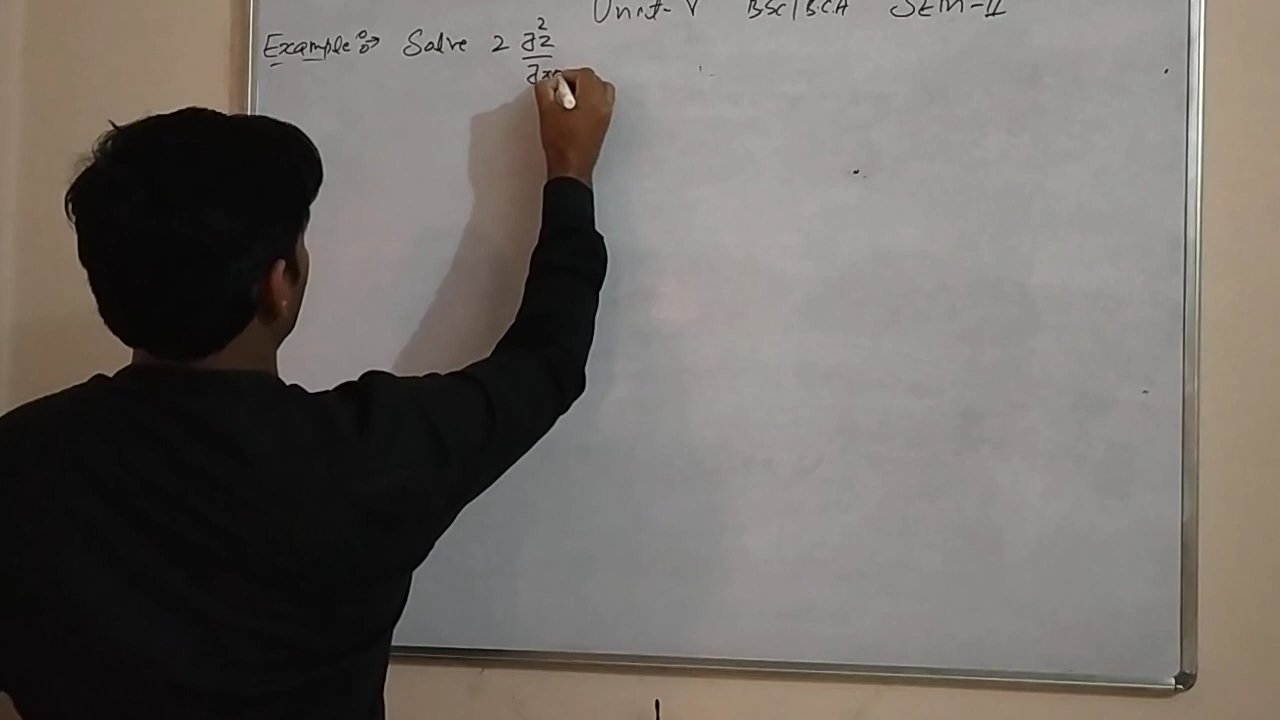 Unit-V BSc/BCA SEM-II
Example:→ Solve 2 ∂²z/∂x